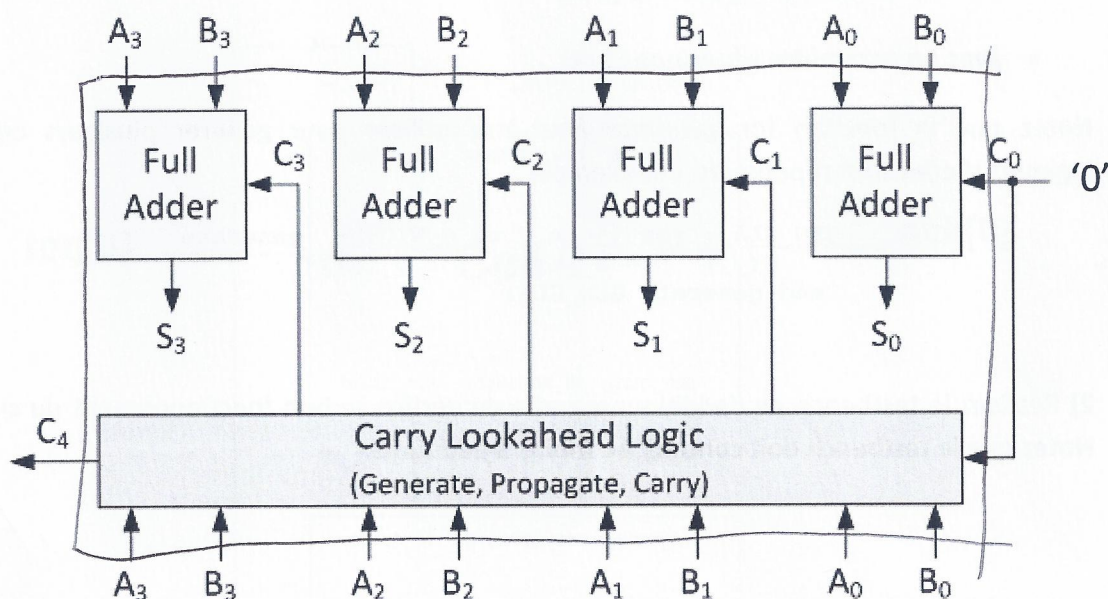 A₃ B₃ A₂ B₂ A₁ B₁ A₀ B₀
Full Adder C₃ Full Adder C₂ Full Adder C₁ Full Adder C₀ '0'
S₃ S₂ S₁ S₀
C₄
Carry Lookahead Logic
(Generate, Propagate, Carry)
A₃ B₃ A₂ B₂ A₁ B₁ A₀ B₀